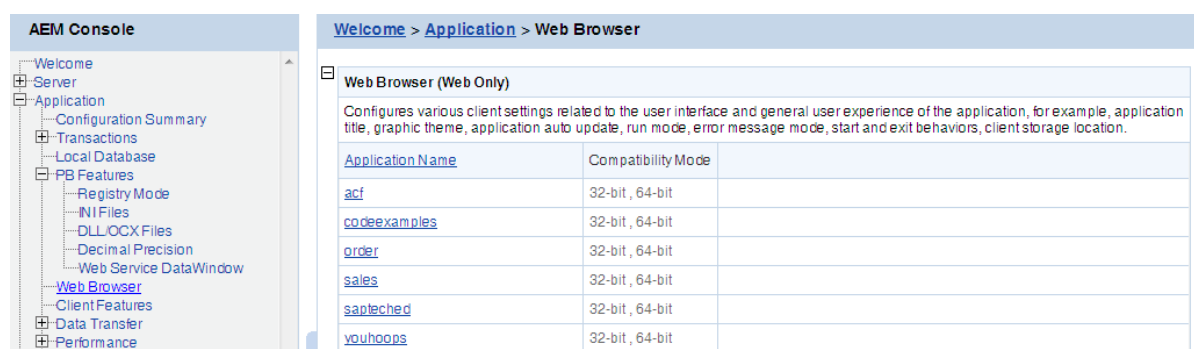 AEM Console
Welcome
Server
Application
Configuration Summary
Transactions
Local Database
PB Features
Registry Mode
INI Files
DLL/OCX Files
Decimal Precision
Web Service DataWindow
Web Browser
Client Features
Data Transfer
Performance
Welcome > Application > Web Browser
Web Browser (Web Only)
Configures various client settings related to the user interface and general user experience of the application, for example, application
title, graphic theme, application auto update, run mode, error message mode, start and exit behaviors, client storage location.
Application Name Compatibility Mode
acf 32-bit , 64-bit
codeexamples 32-bit , 64-bit
order 32-bit , 64-bit
sales 32-bit , 64-bit
sapteched 32-bit , 64-bit
youhoops 32-bit , 64-bit